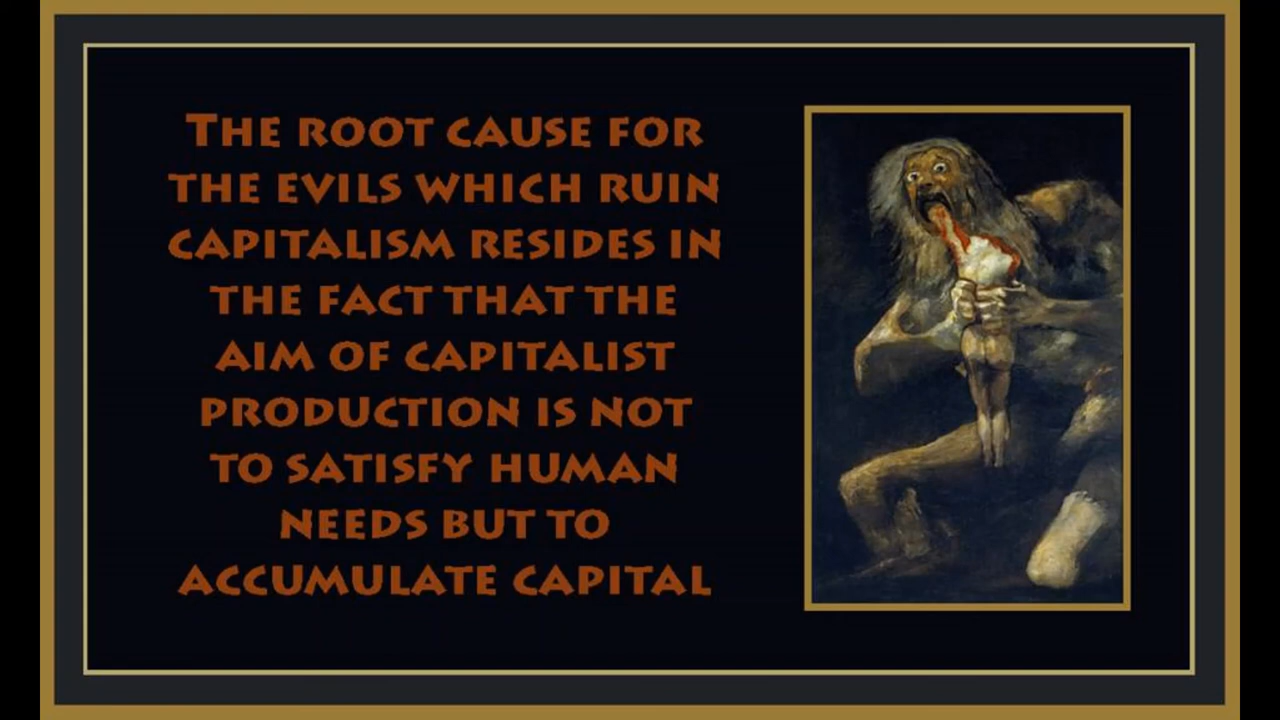 THE ROOT CAUSE FOR
THE EVILS WHICH RUIN
CAPITALISM RESIDES IN
THE FACT THAT THE
AIM OF CAPITALIST
PRODUCTION IS NOT
TO SATISFY HUMAN
NEEDS BUT TO
ACCUMULATE CAPITAL